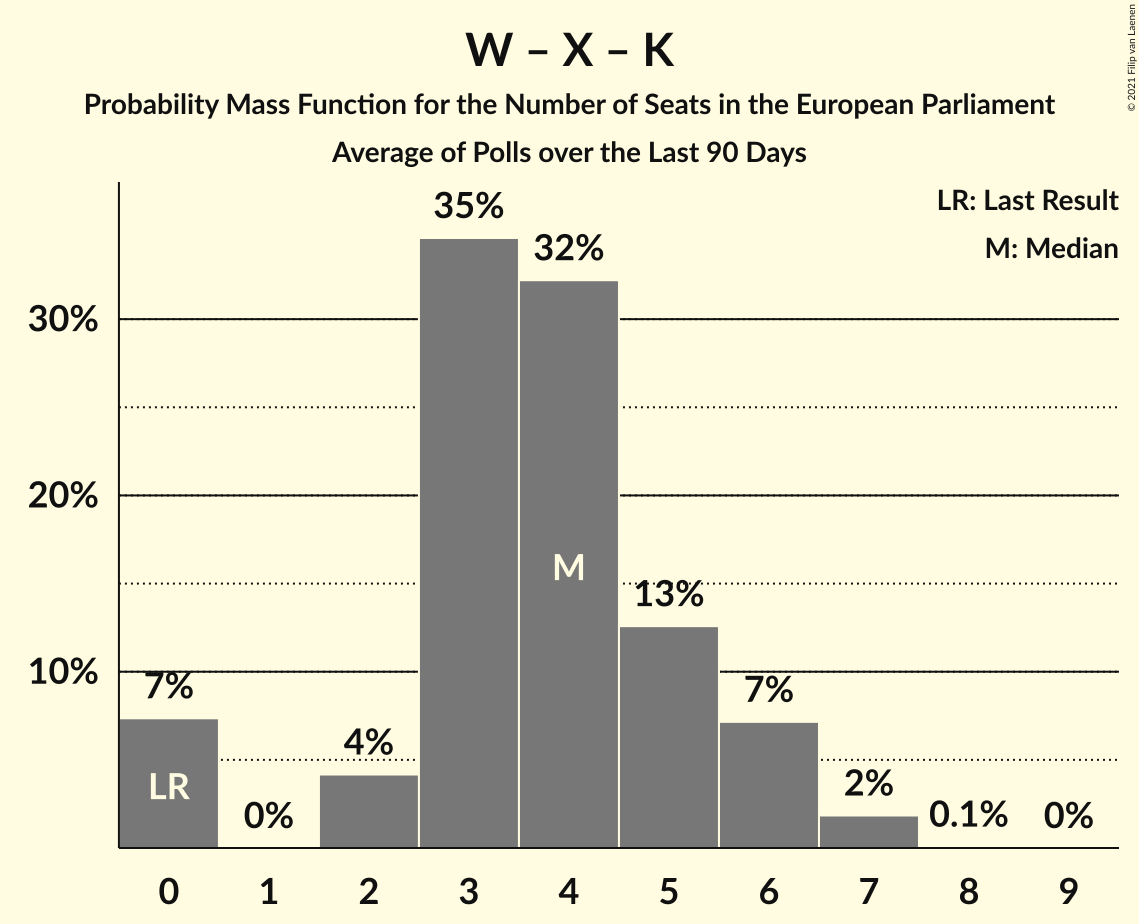 W – X – K
Probability Mass Function for the Number of Seats in the European Parliament
Average of Polls over the Last 90 Days
© 2021 Filip van Laenen
LR: Last Result
M: Median
35%
32%
30%
20%
M
13%
10%
7%
7%
4%
LR
2%
0%
0.1%
0%
0 1 2 3 4 5 6 7 8 9